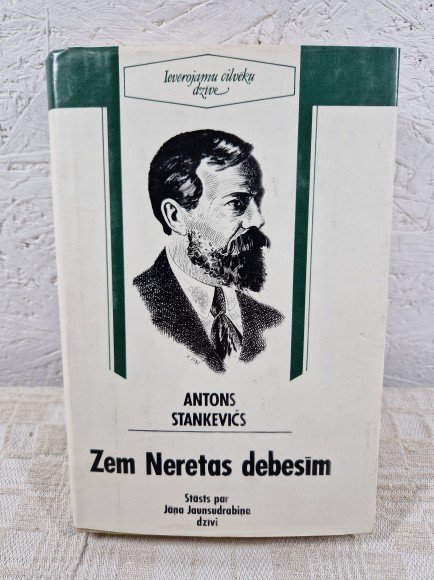 Ievērojamu cilvēku
dzīve
ANTONS
STANKEVIČS
Zem Neretas debesīm
Stāsts par
Jāņa Jaunsudrabiņa
dzīvi